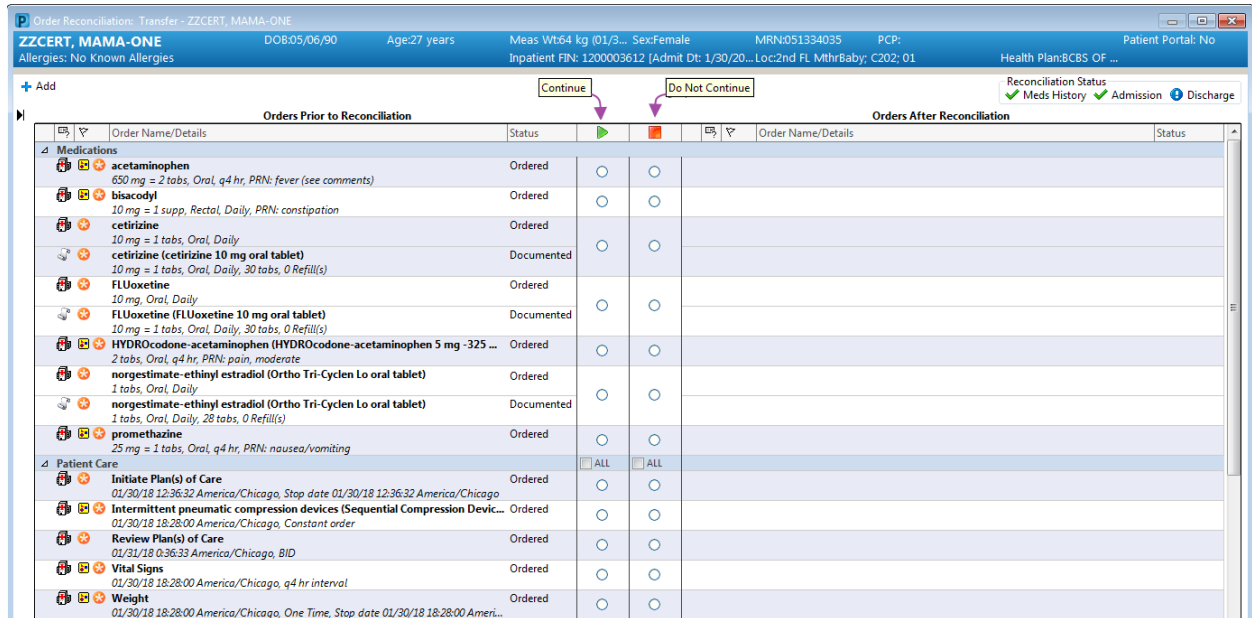 Order Reconciliation: Transfer - ZZCERT, MAMA-ONE
ZZCERT, MAMA-ONE DOB:05/06/90 Age:27 years Meas Wt:64 kg (01/3... Sex:Female MRN:051334035 PCP: Patient Portal: No
Allergies: No Known Allergies Inpatient FIN: 1200003612 [Admit Dt: 1/30/20... Loc:2nd FL MthrBaby; C202; 01 Health Plan:BCBS OF ...
Add Continue Do Not Continue Reconciliation Status
Meds History Admission Discharge
Orders Prior to Reconciliation Orders After Reconciliation
Order Name/Details Status Order Name/Details Status
Medications
acetaminophen Ordered
650 mg = 2 tabs, Oral, q4 hr, PRN: fever (see comments)
bisacodyl Ordered
10 mg = 1 supp, Rectal, Daily, PRN: constipation
cetirizine Ordered
10 mg = 1 tabs, Oral, Daily
cetirizine (cetirizine 10 mg oral tablet) Documented
10 mg = 1 tabs, Oral, Daily, 30 tabs, 0 Refill(s)
FLUoxetine Ordered
10 mg, Oral, Daily
FLUoxetine (FLUoxetine 10 mg oral tablet) Documented
10 mg = 1 tabs, Oral, Daily, 30 tabs, 0 Refill(s)
HYDROcodone-acetaminophen (HYDROcodone-acetaminophen 5 mg -325 ... Ordered
2 tabs, Oral, q4 hr, PRN: pain, moderate
norgestimate-ethinyl estradiol (Ortho Tri-Cyclen Lo oral tablet) Ordered
1 tabs, Oral, Daily
norgestimate-ethinyl estradiol (Ortho Tri-Cyclen Lo oral tablet) Documented
1 tabs, Oral, Daily, 28 tabs, 0 Refill(s)
promethazine Ordered
25 mg = 1 tabs, Oral, q4 hr, PRN: nausea/vomiting
Patient Care ALL ALL
Initiate Plan(s) of Care Ordered
01/30/18 12:36:32 America/Chicago, Stop date 01/30/18 12:36:32 America/Chicago
Intermittent pneumatic compression devices (Sequential Compression Devic... Ordered
01/30/18 18:28:00 America/Chicago, Constant order
Review Plan(s) of Care Ordered
01/31/18 0:36:33 America/Chicago, BID
Vital Signs Ordered
01/30/18 18:28:00 America/Chicago, q4 hr interval
Weight Ordered
01/30/18 18:28:00 America/Chicago, One Time, Stop date 01/30/18 18:28:00 Ameri...